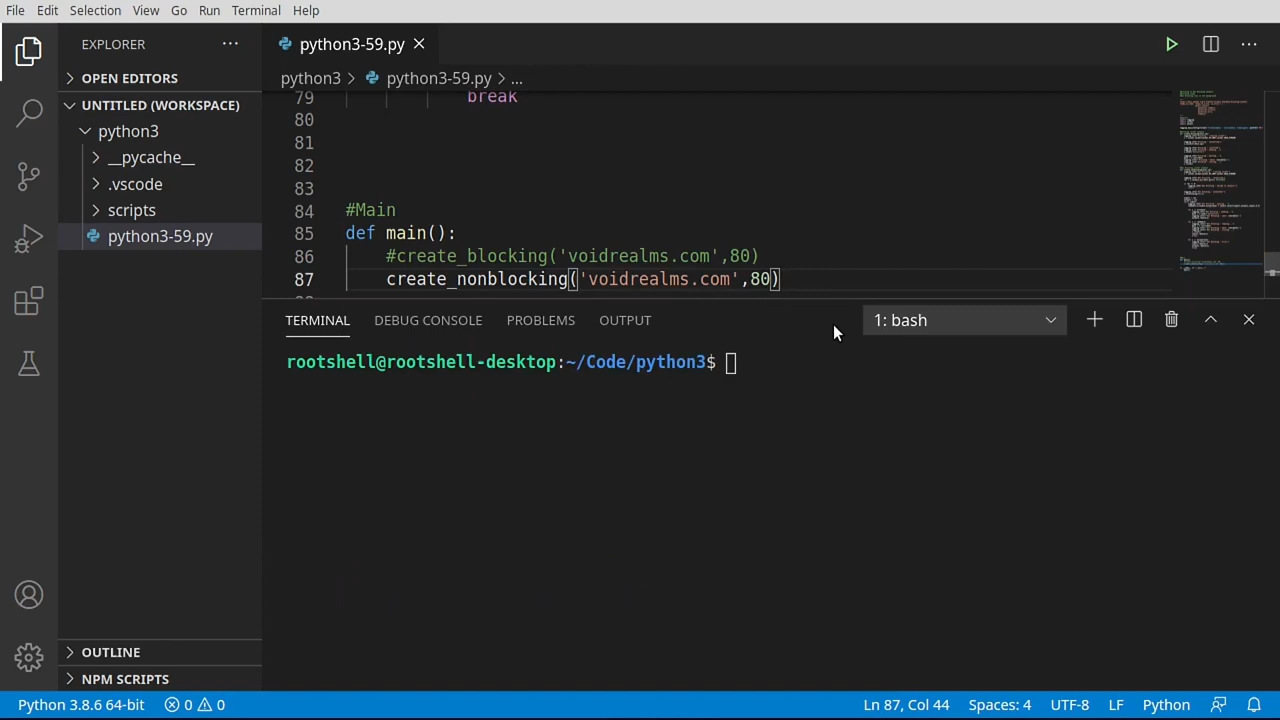 File Edit Selection View Go Run Terminal Help
EXPLORER
OPEN EDITORS
UNTITLED (WORKSPACE)
python3
__pycache__
.vscode
scripts
python3-59.py
OUTLINE
NPM SCRIPTS
python3-59.py
python3 > python3-59.py > ...
79 break
80
81
82
83
84 #Main
85 def main():
86 #create_blocking('voidrealms.com',80)
87 create_nonblocking('voidrealms.com',80)
TERMINAL DEBUG CONSOLE PROBLEMS OUTPUT 1: bash
rootshell@rootshell-desktop:~/Code/python3$
Python 3.8.6 64-bit 0 0 Ln 87, Col 44 Spaces: 4 UTF-8 LF Python